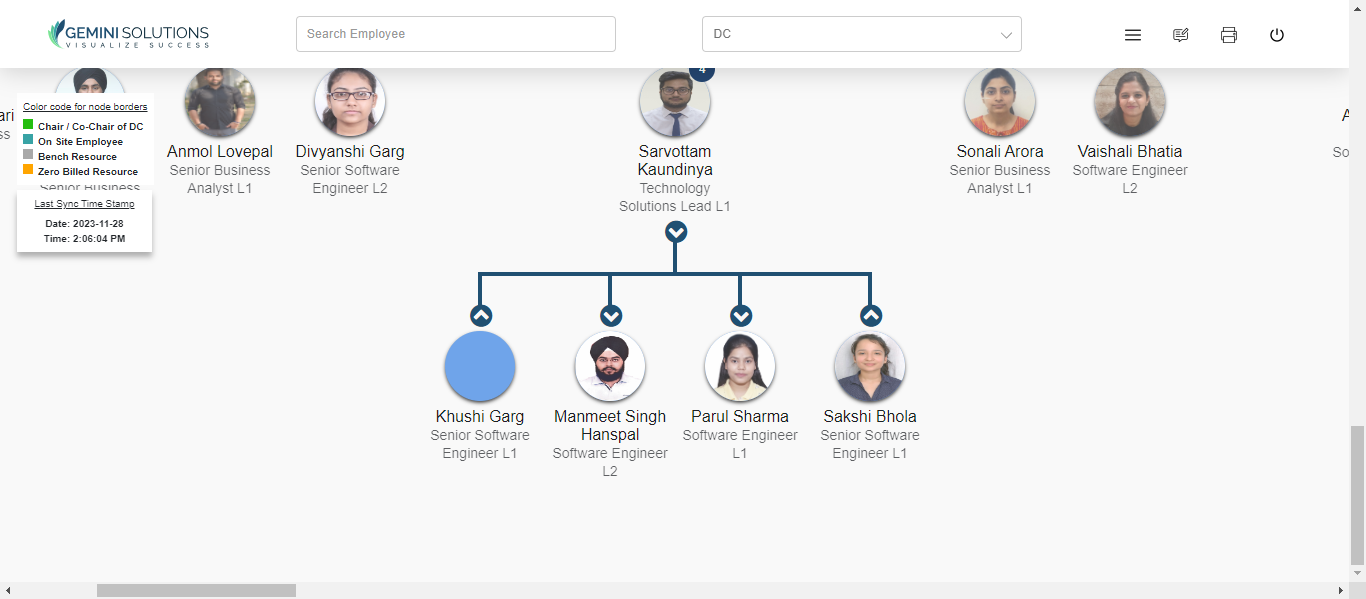 GEMINI SOLUTIONS
VISUALIZE SUCCESS
Search Employee
DC
4
Color code for node borders
Chair / Co-Chair of DC
On Site Employee
Bench Resource
Zero Billed Resource
Senior Business
Last Sync Time Stamp
Date: 2023-11-28
Time: 2:06:04 PM
Anmol Lovepal
Senior Business
Analyst L1
Divyanshi Garg
Senior Software
Engineer L2
Sarvottam
Kaundinya
Technology
Solutions Lead L1
Sonali Arora
Senior Business
Analyst L1
Vaishali Bhatia
Software Engineer
L2
A
So
Khushi Garg
Senior Software
Engineer L1
Manmeet Singh
Hanspal
Software Engineer
L2
Parul Sharma
Software Engineer
L1
Sakshi Bhola
Senior Software
Engineer L1